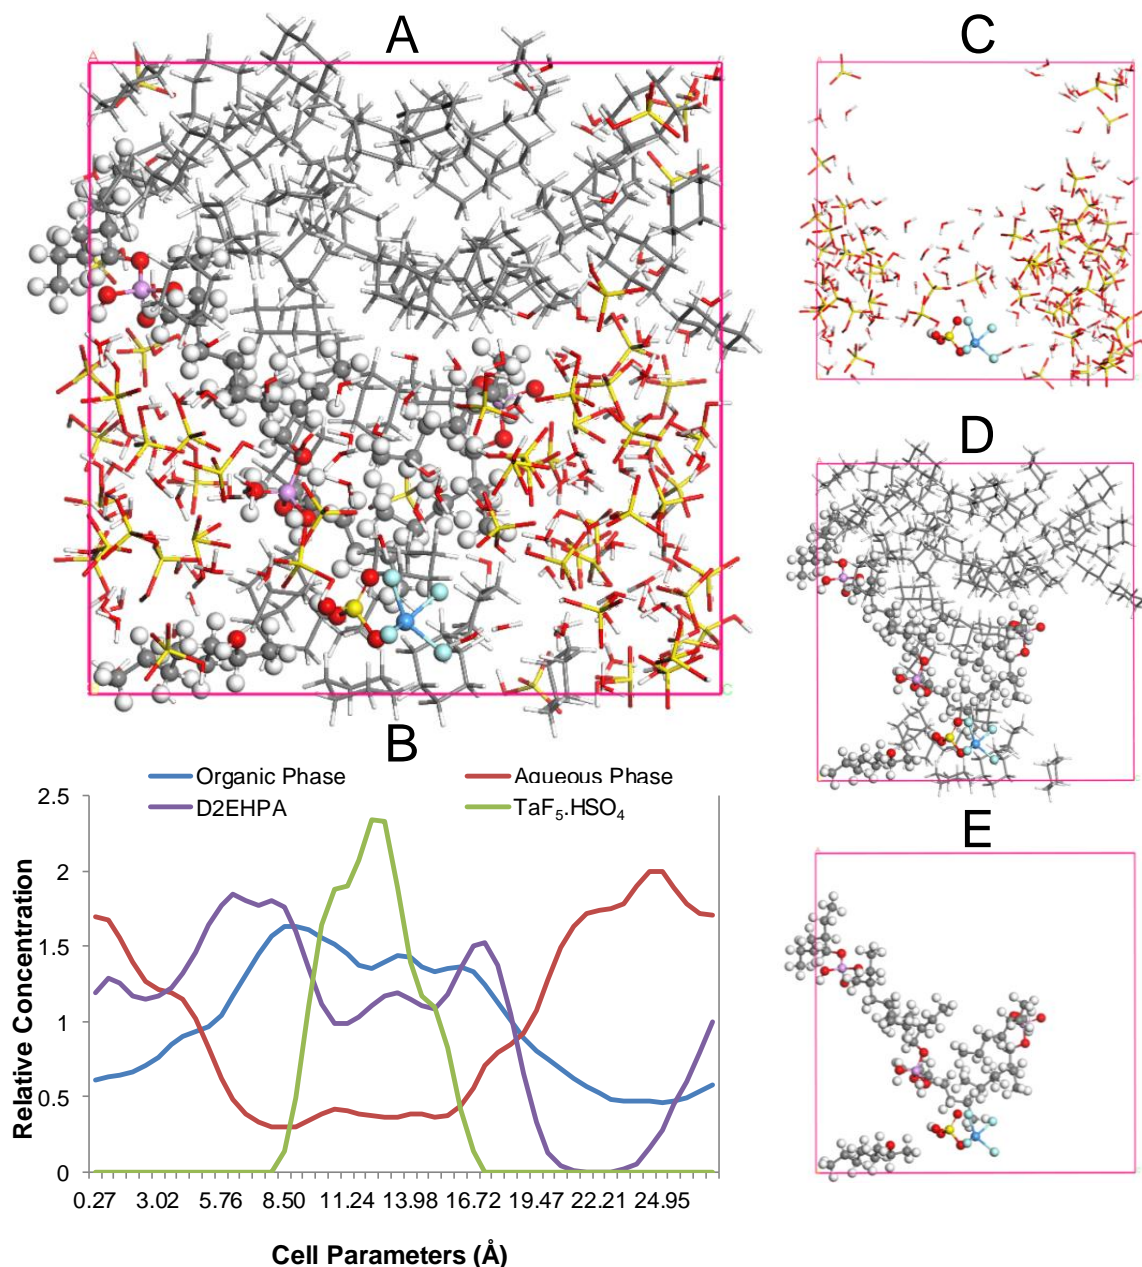 A
C
D
B
Organic Phase
Aqueous Phase
D2EHPA
TaF₅.HSO₄
E
2.5
2
1.5
1
0.5
0
Relative Concentration
0.27 3.02 5.76 8.50 11.24 13.98 16.72 19.47 22.21 24.95
Cell Parameters (Å)